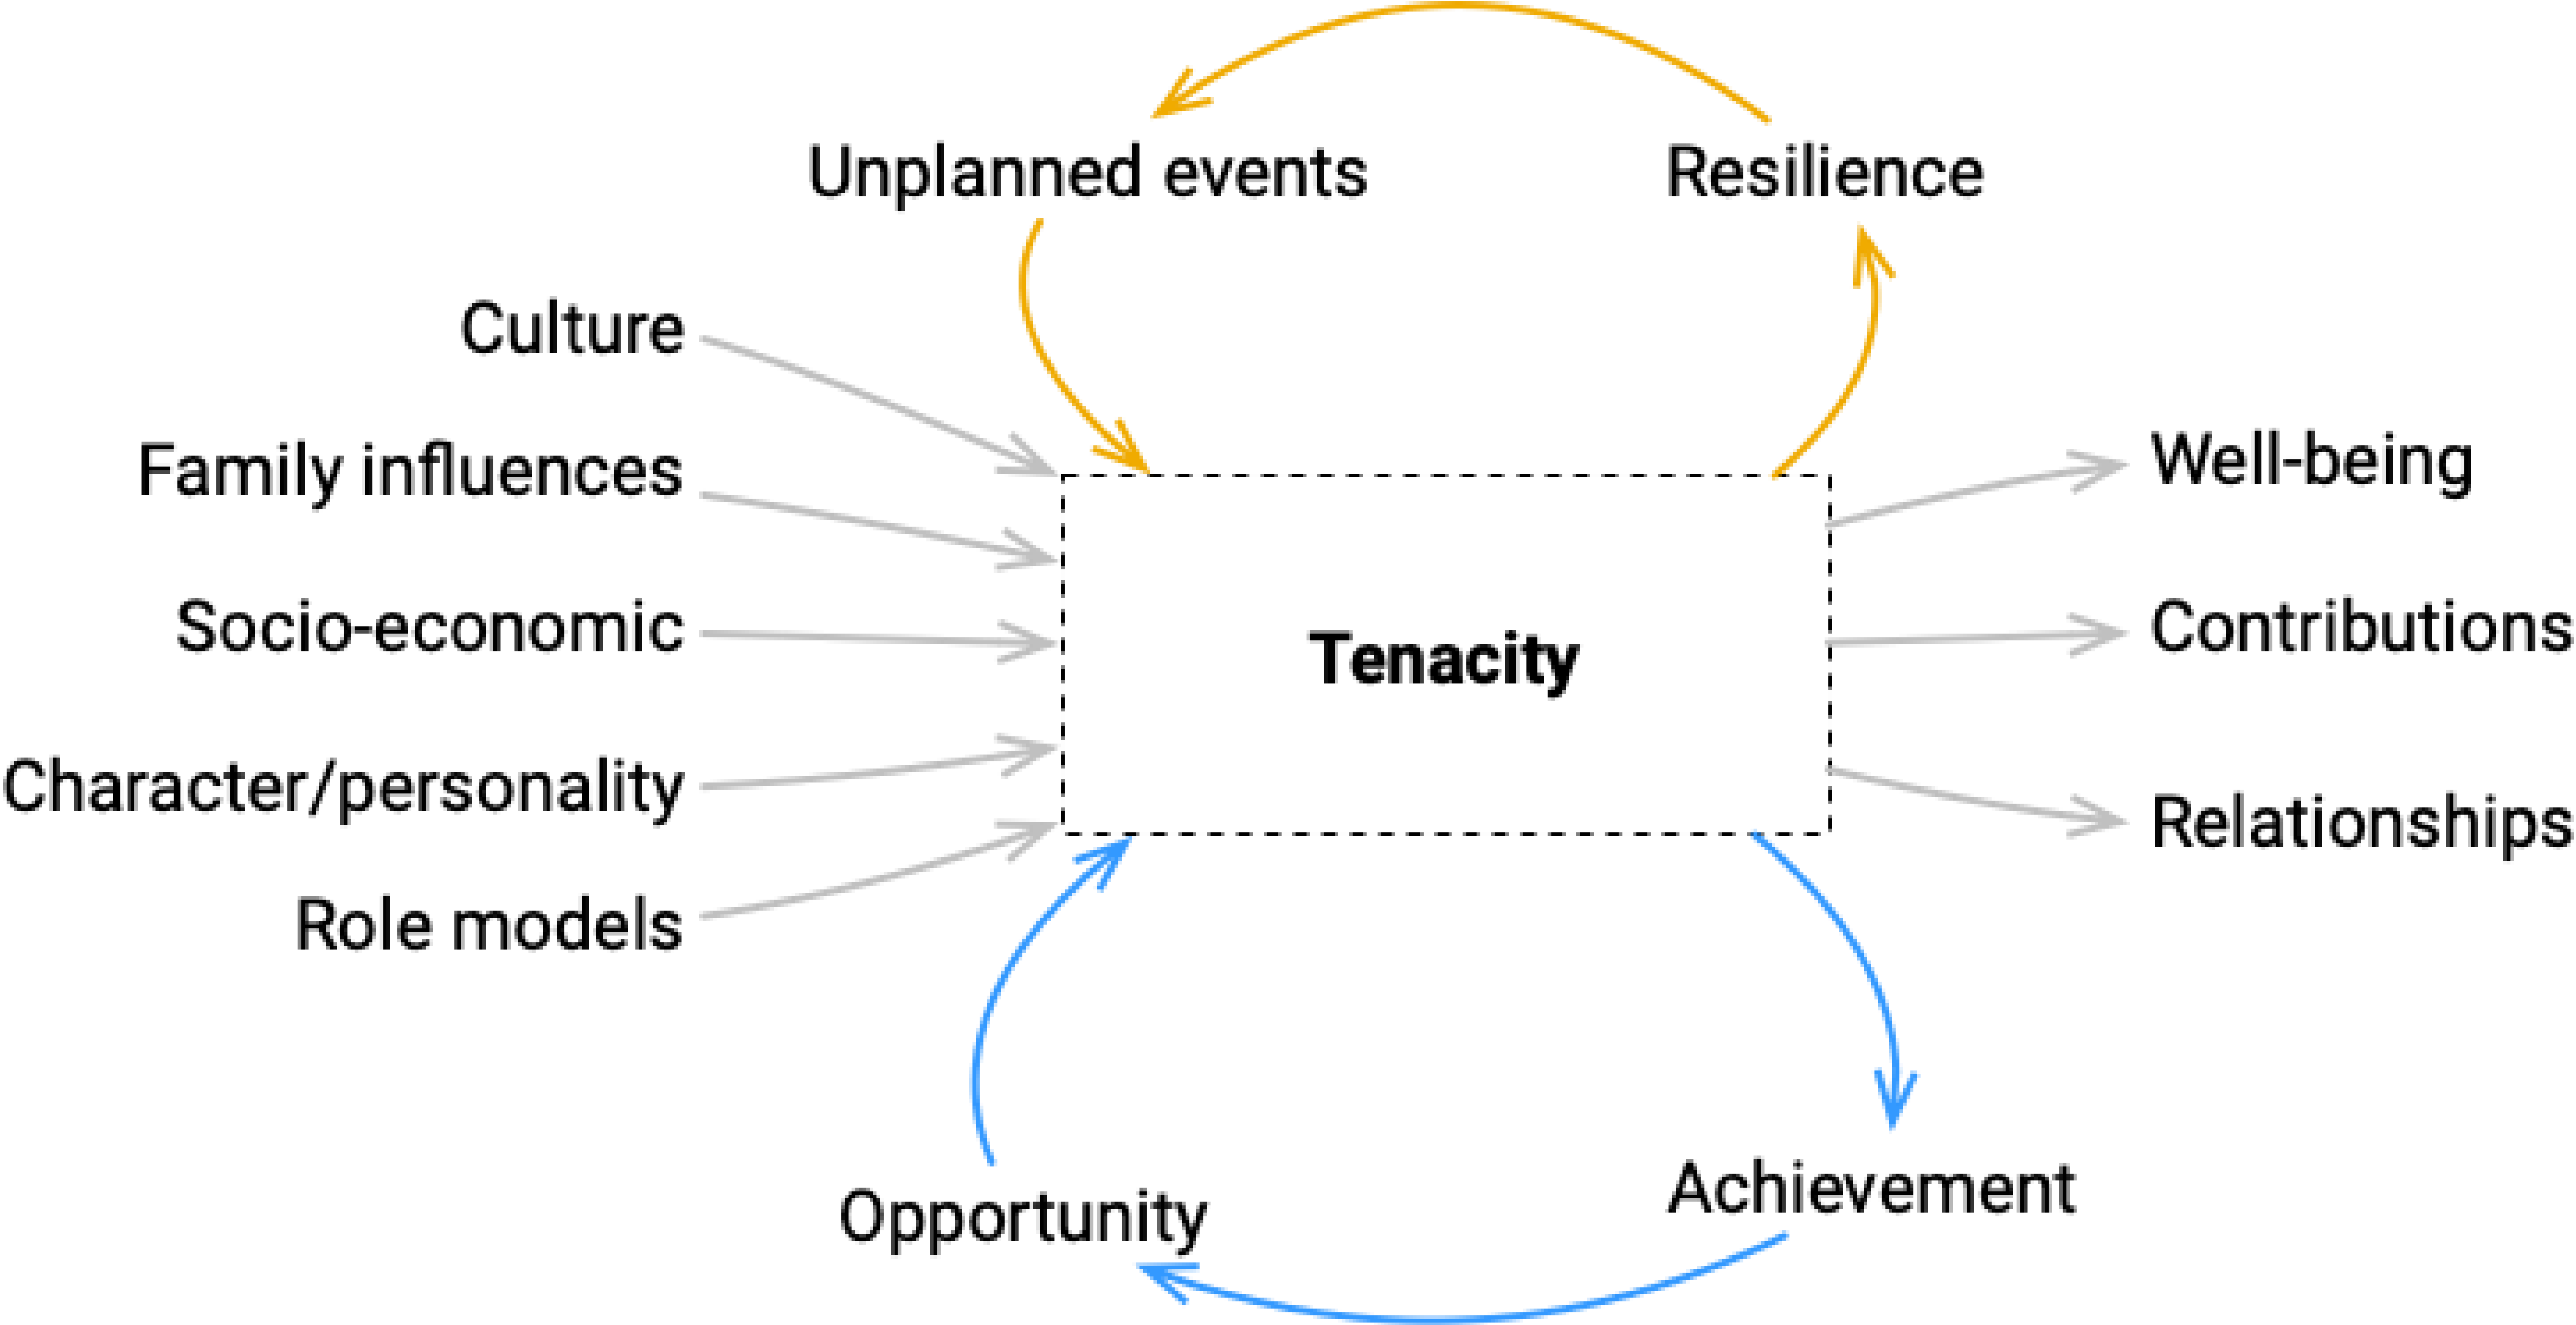 Unplanned events
Resilience
Culture
Family influences
Socio-economic
Character/personality
Role models
Tenacity
Well-being
Contributions
Relationships
Opportunity
Achievement